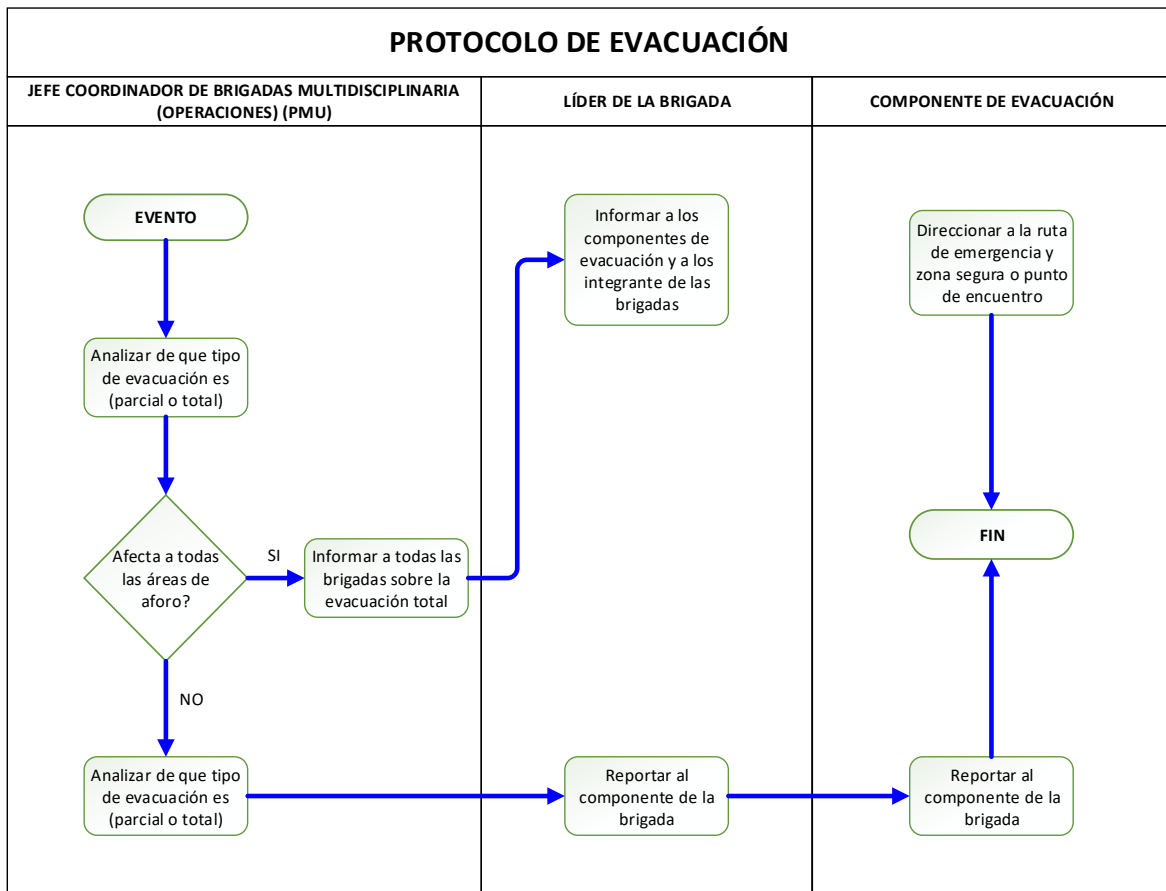 PROTOCOLO DE EVACUACIÓN
JEFE COORDINADOR DE BRIGADAS MULTIDISCIPLINARIA
(OPERACIONES) (PMU)
LÍDER DE LA BRIGADA
COMPONENTE DE EVACUACIÓN
EVENTO
Analizar de que tipo
de evacuación es
(parcial o total)
Afecta a todas
las áreas de
aforo?
SI
Informar a todas las
brigadas sobre la
evacuación total
NO
Analizar de que tipo
de evacuación es
(parcial o total)
Informar a los
componentes de
evacuación y a los
integrante de las
brigadas
Reportar al
componente de la
brigada
Direccionar a la ruta
de emergencia y
zona segura o punto
de encuentro
FIN
Reportar al
componente de la
brigada